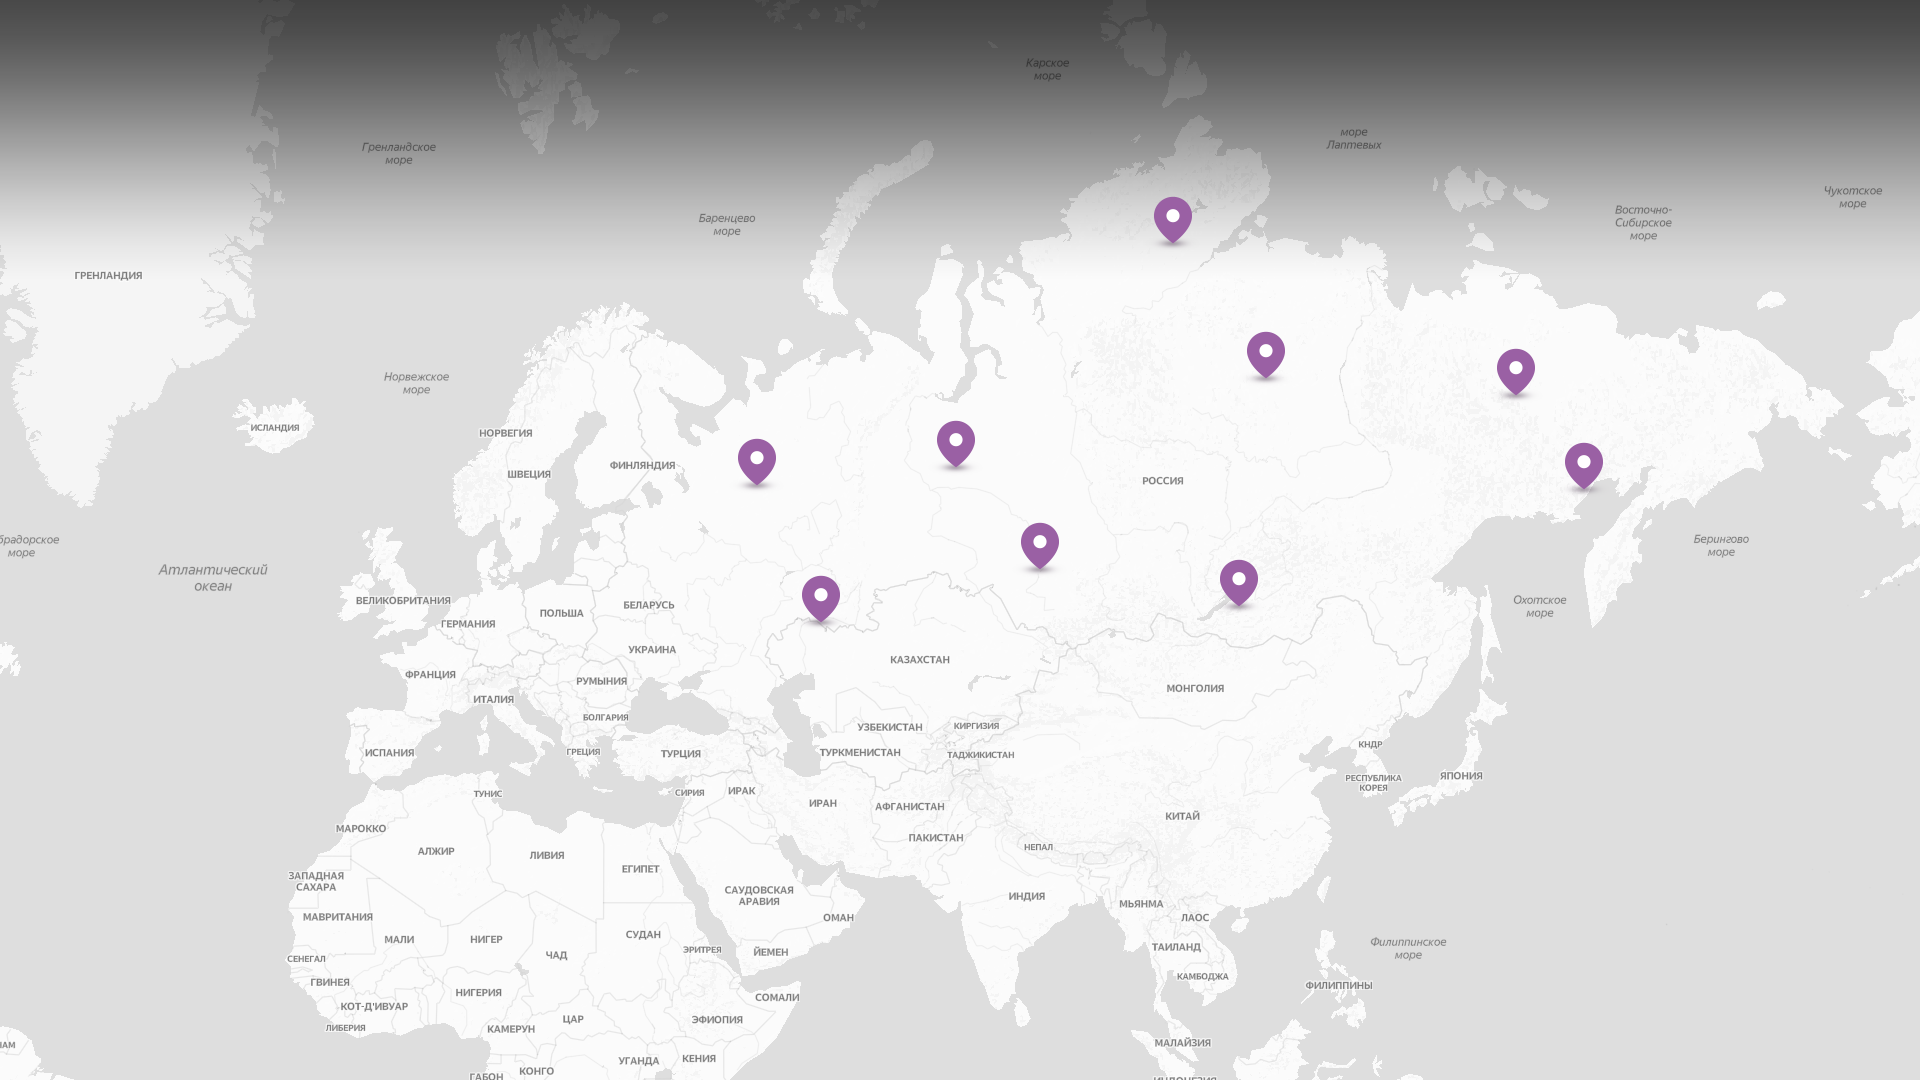 Карское
море
море
Лаптевых
Гренландское
море
Чукотское
море
Баренцево
море
Восточно-
Сибирское
море
ГРЕНЛАНДИЯ
Норвежское
море
ИСЛАНДИЯ
НОРВЕГИЯ
ШВЕЦИЯ
ФИНЛЯНДИЯ
РОССИЯ
брадорское
море
Атлантический
океан
Берингово
море
Охотское
море
ВЕЛИКОБРИТАНИЯ
ГЕРМАНИЯ
ПОЛЬША
БЕЛАРУСЬ
УКРАИНА
КАЗАХСТАН
ФРАНЦИЯ
РУМЫНИЯ
МОНГОЛИЯ
ИТАЛИЯ
БОЛГАРИЯ
УЗБЕКИСТАН
КИРГИЗИЯ
ИСПАНИЯ
ГРЕЦИЯ
ТУРЦИЯ
ТУРКМЕНИСТАН
ТАДЖИКИСТАН
КНДР
РЕСПУБЛИКА
КОРЕЯ
ЯПОНИЯ
ТУНИС
СИРИЯ
ИРАК
ИРАН
АФГАНИСТАН
КИТАЙ
МАРОККО
ПАКИСТАН
НЕПАЛ
АЛЖИР
ЛИВИЯ
ЕГИПЕТ
ЗАПАДНАЯ
САХАРА
САУДОВСКАЯ
АРАВИЯ
ИНДИЯ
МЬЯНМА
ЛАОС
МАВРИТАНИЯ
ОМАН
МАЛИ
НИГЕР
СУДАН
ЭРИТРЕЯ
ЙЕМЕН
ТАИЛАНД
Филиппинское
море
СЕНЕГАЛ
ЧАД
ГВИНЕЯ
КАМБОДЖА
ФИЛИППИНЫ
НИГЕРИЯ
СОМАЛИ
КОТ-Д'ИВУАР
ЛИБЕРИЯ
КАМЕРУН
ЦАР
ЭФИОПИЯ
МАЛАЙЗИЯ
АМ
УГАНДА
КЕНИЯ
КОНГО
ГАБОН
ИНДОНЕЗИЯ